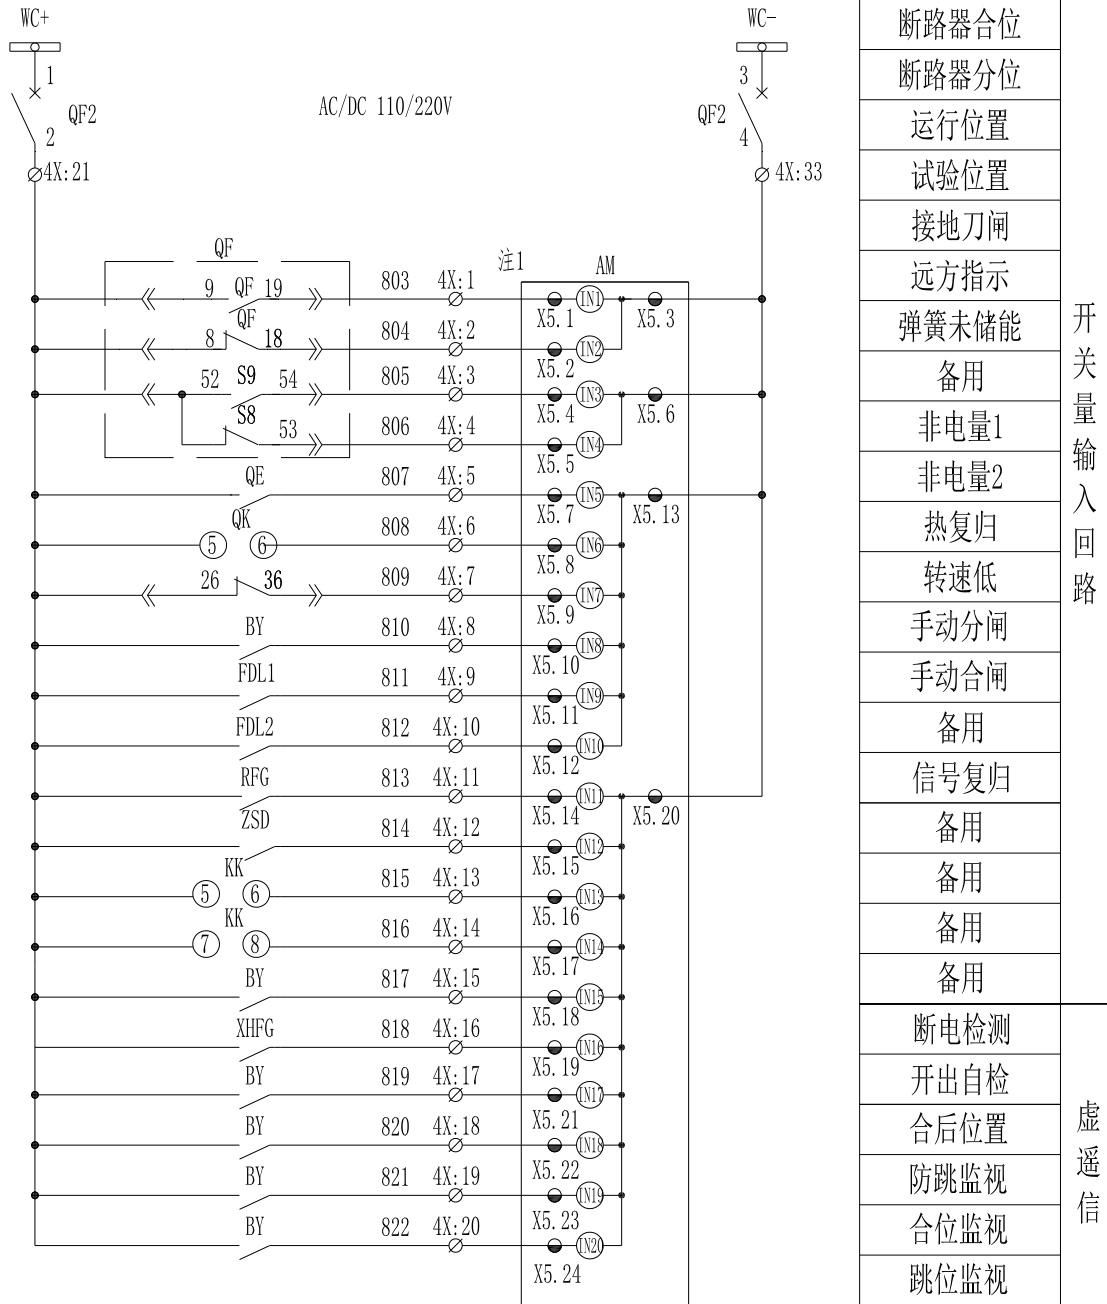 WC+ WC-
1 3
QF2 AC/DC 110/220V QF2
2 4
4X:21 4X:33
QF 注1 AM
9 QF 19 803 4X:1 X5.1 IN1 X5.3
8 QF 18 804 4X:2 X5.2 IN2
52 S9 54 805 4X:3 X5.4 IN3 X5.6
S8 53 806 4X:4 X5.5 IN4
QE 807 4X:5 X5.7 IN5 X5.13
QK 5 6 808 4X:6 X5.8 IN6
26 36 809 4X:7 X5.9 IN7
BY 810 4X:8 X5.10 IN8
FDL1 811 4X:9 X5.11 IN9
FDL2 812 4X:10 X5.12 IN10
RFG 813 4X:11 X5.14 IN11 X5.20
ZSD 814 4X:12 X5.15 IN12
KK 5 6 815 4X:13 X5.16 IN13
KK 7 8 816 4X:14 X5.17 IN14
BY 817 4X:15 X5.18 IN15
XHFG 818 4X:16 X5.19 IN16
BY 819 4X:17 X5.21 IN17
BY 820 4X:18 X5.22 IN18
BY 821 4X:19 X5.23 IN19
BY 822 4X:20 X5.24 IN20
断路器合位
断路器分位
运行位置
试验位置
接地刀闸
远方指示
弹簧未储能
备用
非电量1
非电量2
热复归
转速低
手动分闸
手动合闸
备用
信号复归
备用
备用
备用
备用
开关量输入回路
断电检测
开出自检
合后位置
防跳监视
合位监视
跳位监视
虚遥信